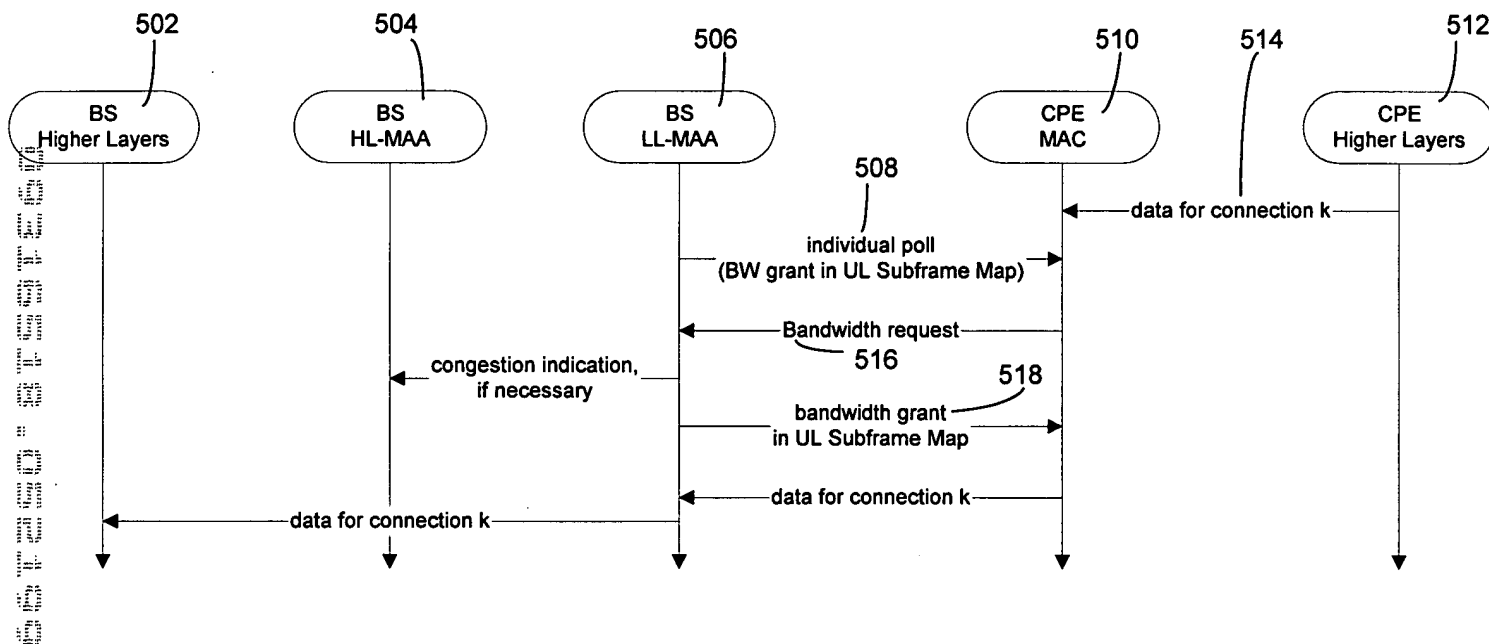 502
504
506
510
514
512
BS
Higher Layers
BS
HL-MAA
BS
LL-MAA
CPE
MAC
CPE
Higher Layers
508
data for connection k
individual poll
(BW grant in UL Subframe Map)
Bandwidth request
516
congestion indication,
if necessary
518
bandwidth grant
in UL Subframe Map
data for connection k
data for connection k